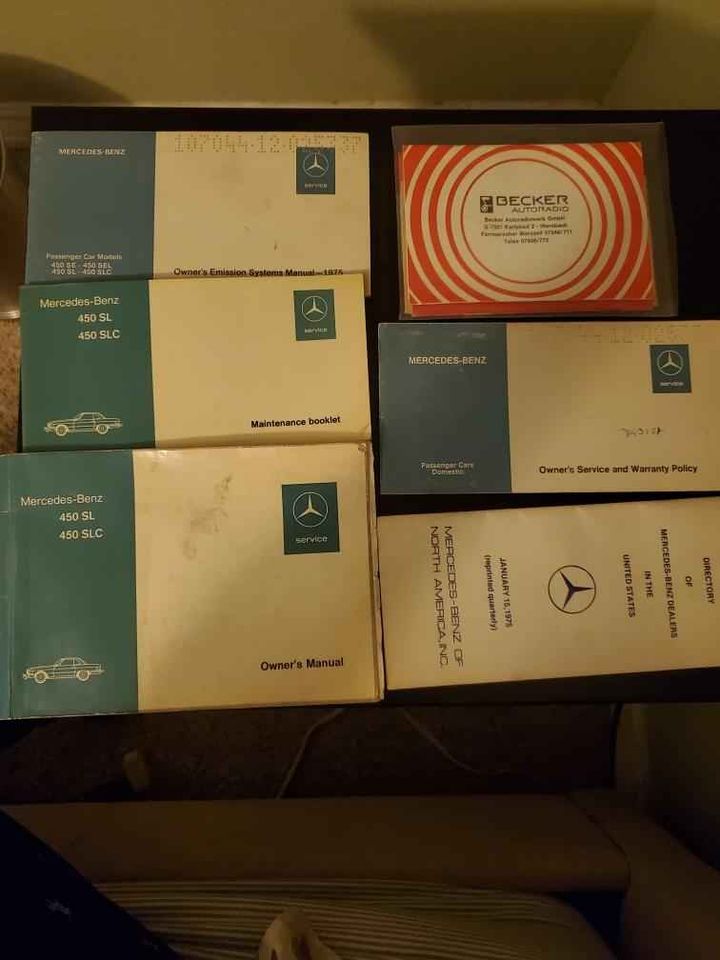 MERCEDES-BENZ
107044·12·025737
service
Passenger Car Models
450 SE - 450 SEL
450 SL - 450 SLC
Owner's Emission Systems Manual—1975
Mercedes-Benz
450 SL
450 SLC
service
Maintenance booklet
Mercedes-Benz
450 SL
450 SLC
service
Owner's Manual
BECKER
AUTORADIO
Becker Autoradiowerk GmbH
MERCEDES-BENZ
service
Passenger Cars
Domestic
Owner's Service and Warranty Policy
DIRECTORY
OF
MERCEDES-BENZ DEALERS
IN THE
UNITED STATES
JANUARY 15, 1975
(reprinted quarterly)
MERCEDES-BENZ OF
NORTH AMERICA, INC.